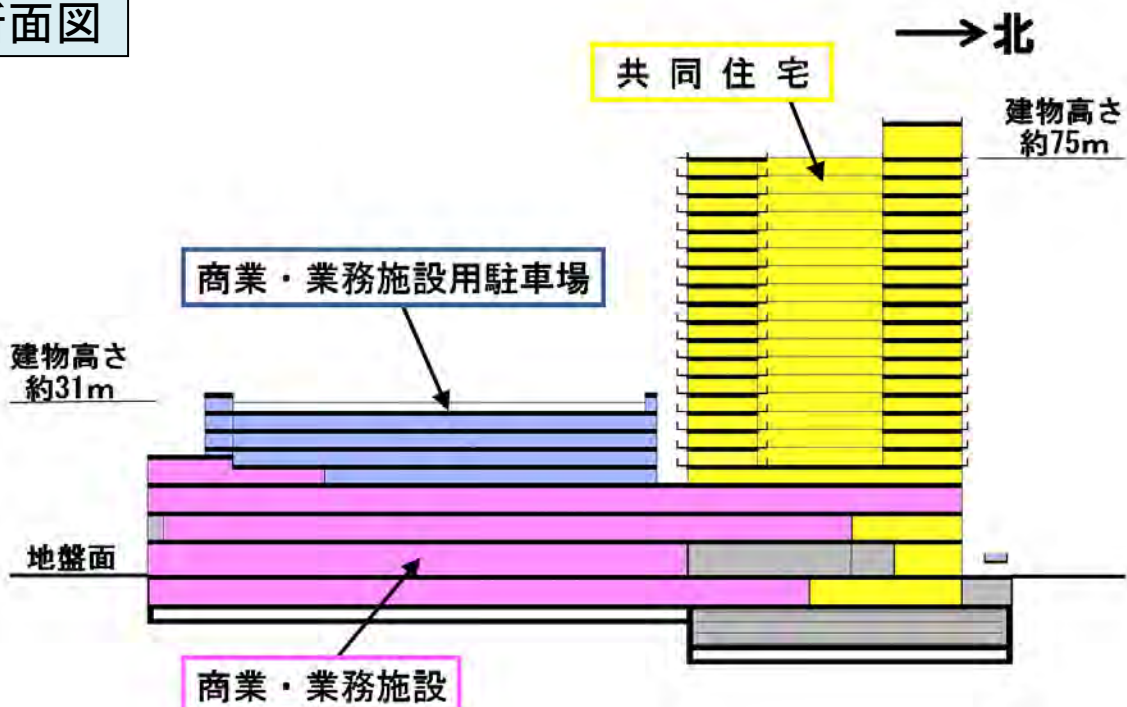 面図
→北
共同住宅
建物高さ
約75m
商業・業務施設用駐車場
建物高さ
約31m
地盤面
商業・業務施設